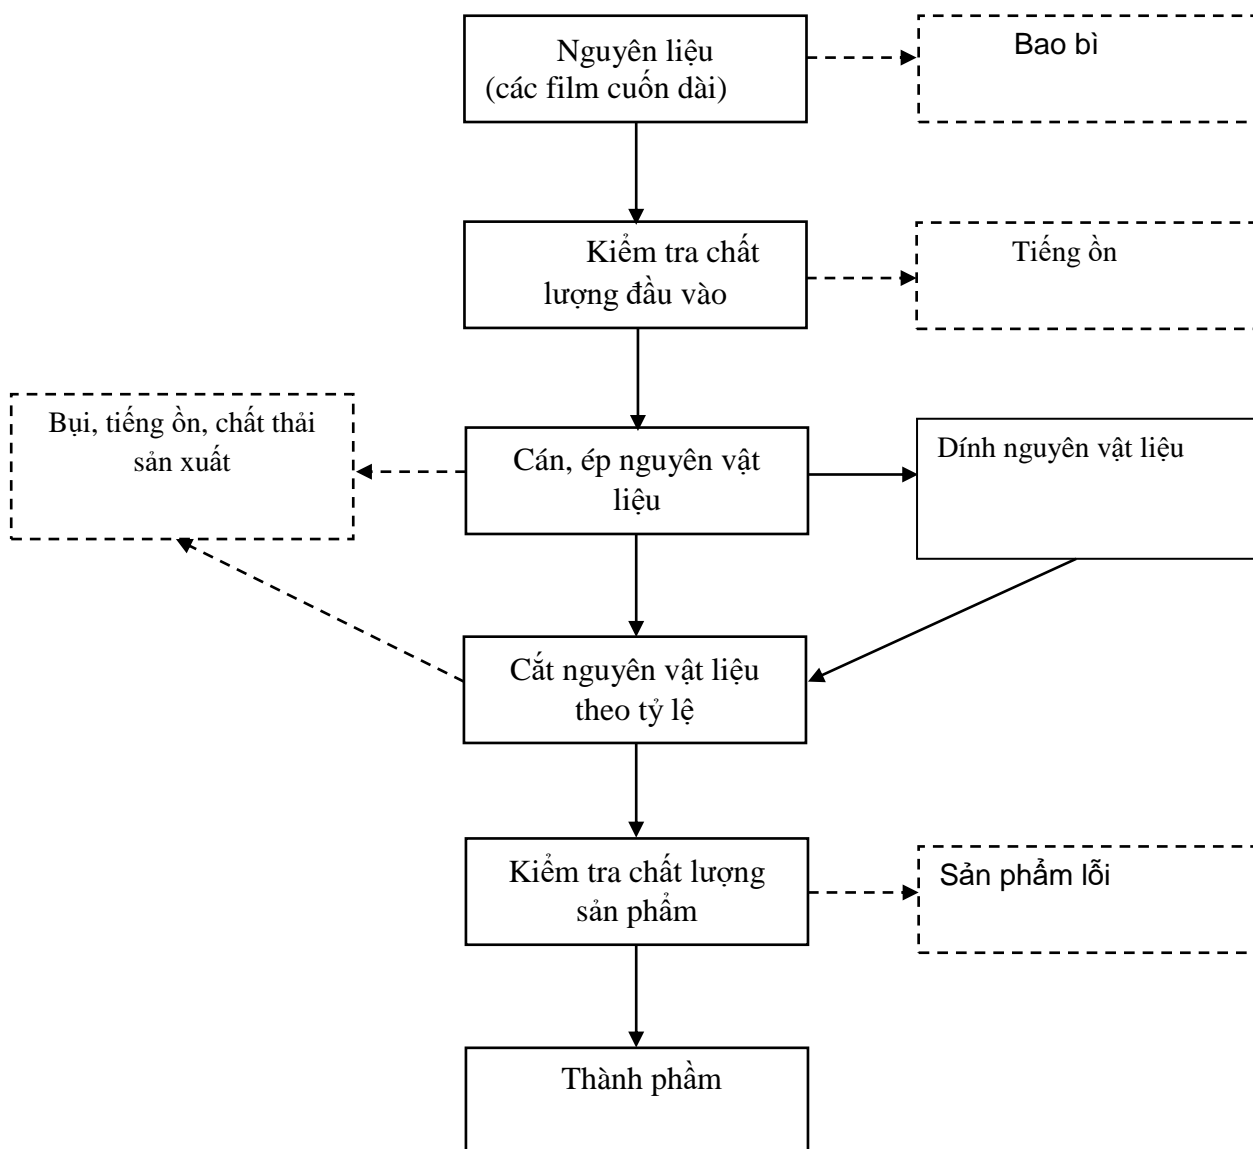 Nguyên liệu
(các film cuốn dài)
Bao bì
Kiểm tra chất
lượng đầu vào
Tiếng ồn
Bụi, tiếng ồn, chất thải
sản xuất
Cán, ép nguyên vật
liệu
Dính nguyên vật liệu
Cắt nguyên vật liệu
theo tỷ lệ
Kiểm tra chất lượng
sản phẩm
Sản phẩm lỗi
Thành phầm